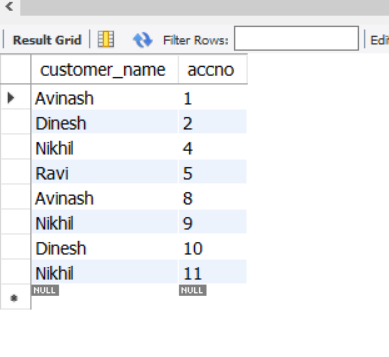 Result Grid Filter Rows: Edi
customer_name accno
Avinash 1
Dinesh 2
Nikhil 4
Ravi 5
Avinash 8
Nikhil 9
Dinesh 10
Nikhil 11
NULL NULL